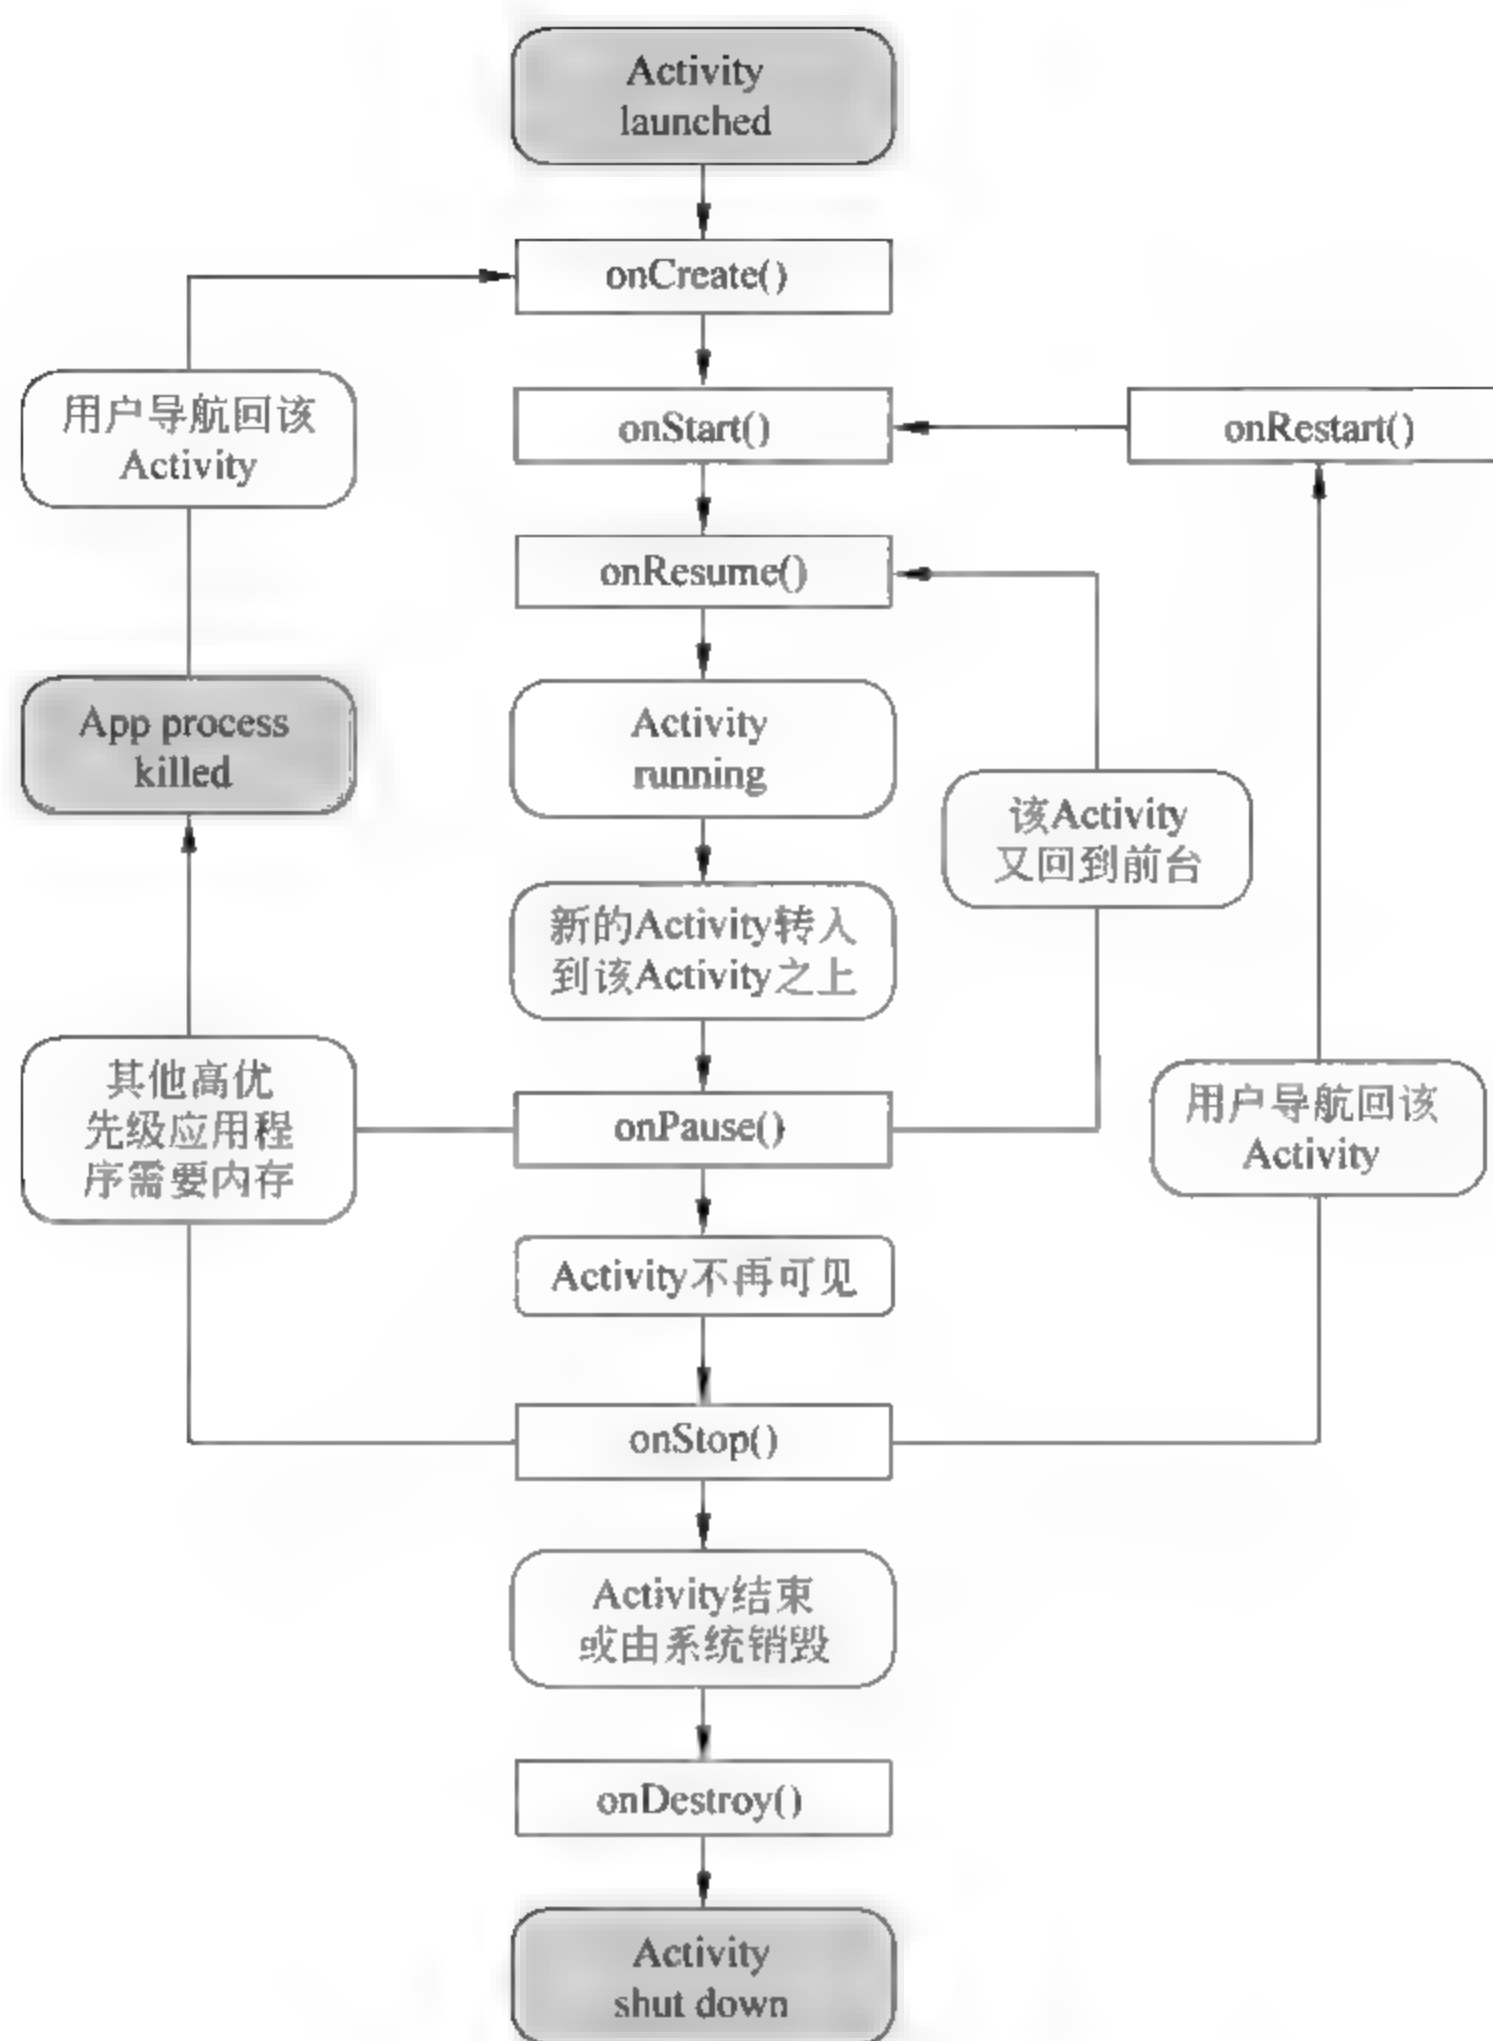 Activity
launched
onCreate()
用户导航回该
Activity
onStart()
onRestart()
onResume()
App process
killed
Activity
running
该Activity
又回到前台
新的Activity转入
到该Activity之上
其他高优
先级应用程
序需要内存
onPause()
用户导航回该
Activity
Activity不再可见
onStop()
Activity结束
或由系统销毁
onDestroy()
Activity
shut down